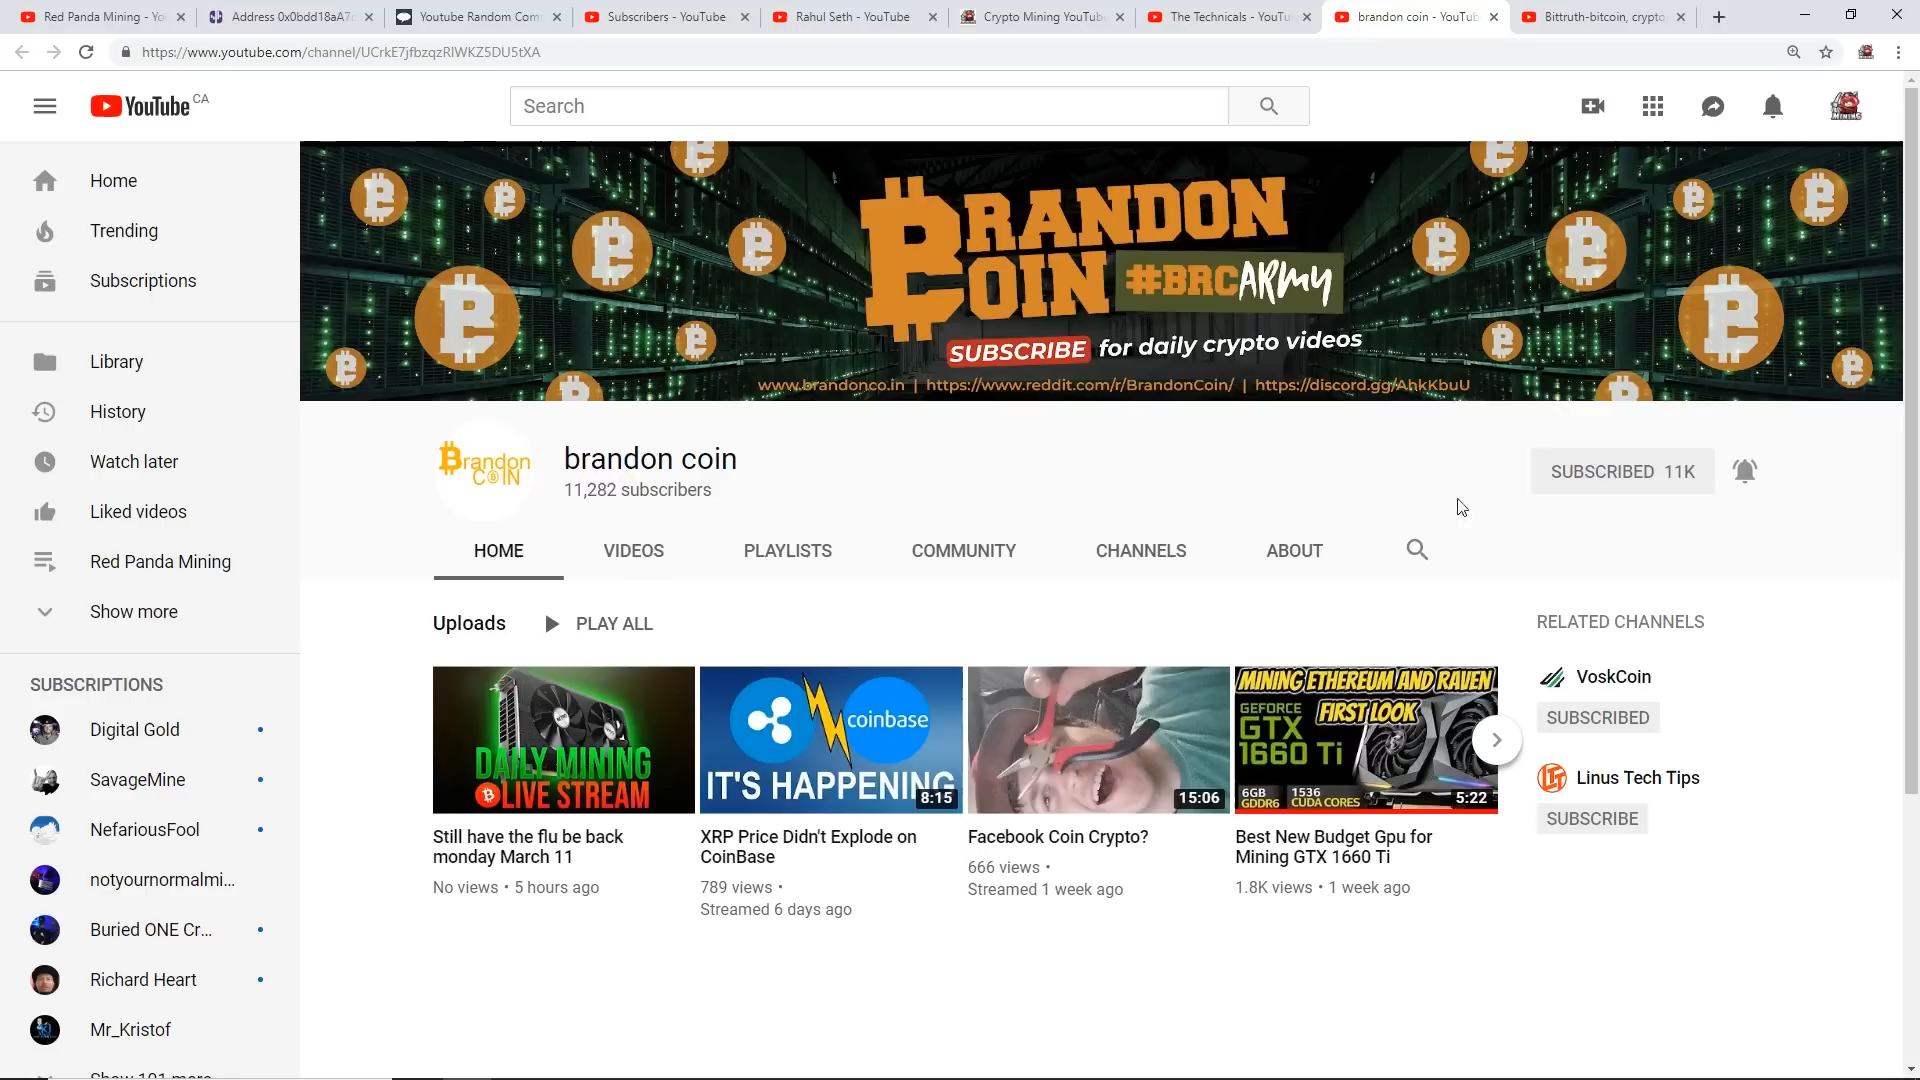 Red Panda Mining - Yo
Address 0x0bdd18aA7
Youtube Random Com
Subscribers - YouTube
Rahul Seth - YouTube
Crypto Mining YouTub
The Technicals - YouTu
brandon coin - YouTub
Bittruth-bitcoin, crypto
https://www.youtube.com/channel/UCrkE7jfbzqzRlWKZ5DU5tXA
YouTube CA
Search
MINING
Home
Trending
Subscriptions
Library
History
Watch later
Liked videos
Red Panda Mining
Show more
SUBSCRIPTIONS
Digital Gold
SavageMine
NefariousFool
notyournormalmi...
Buried ONE Cr...
Richard Heart
Mr_Kristof
Show 101 more
BRANDON
COIN #BRCARMY
SUBSCRIBE for daily crypto videos
www.brandonco.in | https://www.reddit.com/r/BrandonCoin/ | https://discord.gg/AhkKbuU
Brandon
COIN
brandon coin
11,282 subscribers
SUBSCRIBED 11K
HOME VIDEOS PLAYLISTS COMMUNITY CHANNELS ABOUT
Uploads PLAY ALL
DAILY MINING
LIVE STREAM
Still have the flu be back
monday March 11
No views • 5 hours ago
coinbase
IT'S HAPPENING
8:15
XRP Price Didn't Explode on
CoinBase
789 views •
Streamed 6 days ago
15:06
Facebook Coin Crypto?
666 views •
Streamed 1 week ago
MINING ETHEREUM AND RAVEN
GEFORCE
GTX
1660 Ti
FIRST LOOK
6GB
GDDR6
1536
CUDA CORES
5:22
Best New Budget Gpu for
Mining GTX 1660 Ti
1.8K views • 1 week ago
RELATED CHANNELS
VoskCoin
SUBSCRIBED
Linus Tech Tips
SUBSCRIBE